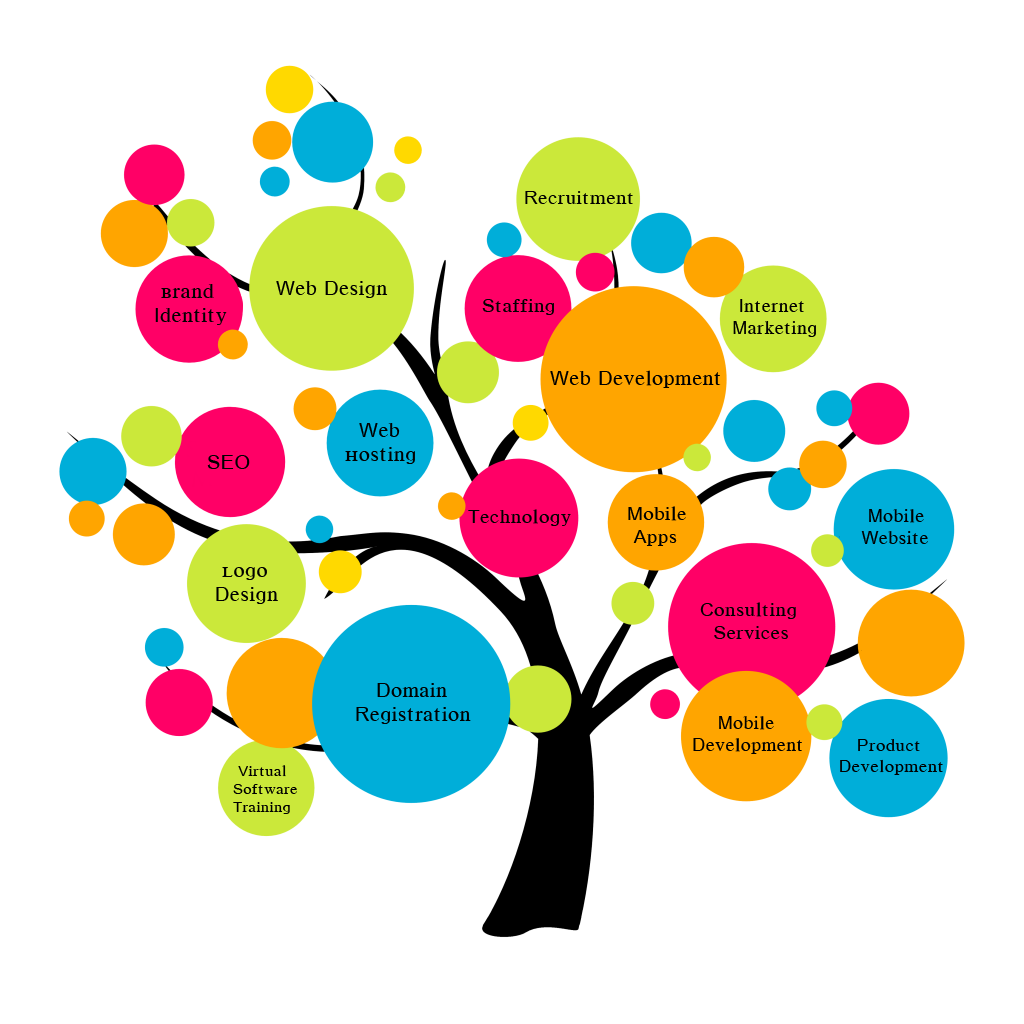 Recruitment
Web Design
Brand
Identity
Staffing
Internet
Marketing
Web Development
Web
Hosting
SEO
Technology
Mobile
Apps
Mobile
Website
Logo
Design
Consulting
Services
Domain
Registration
Mobile
Development
Product
Development
Virtual
Software
Training